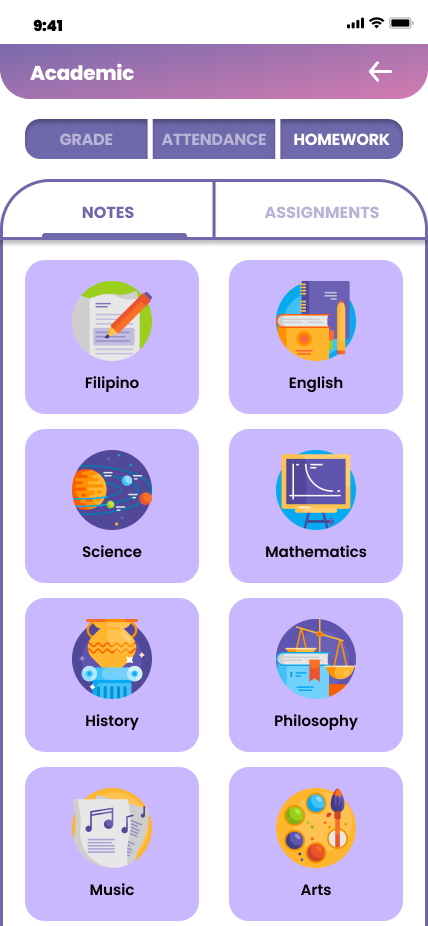 9:41
Academic
GRADE ATTENDANCE HOMEWORK
NOTES ASSIGNMENTS
Filipino English
Science Mathematics
History Philosophy
Music Arts